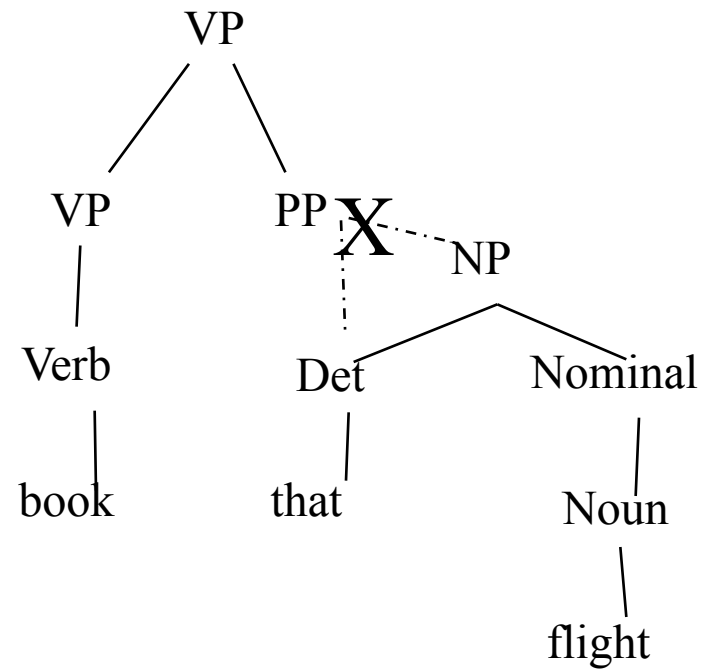 VP
VP PP X
NP
Verb Det Nominal
book that Noun
flight